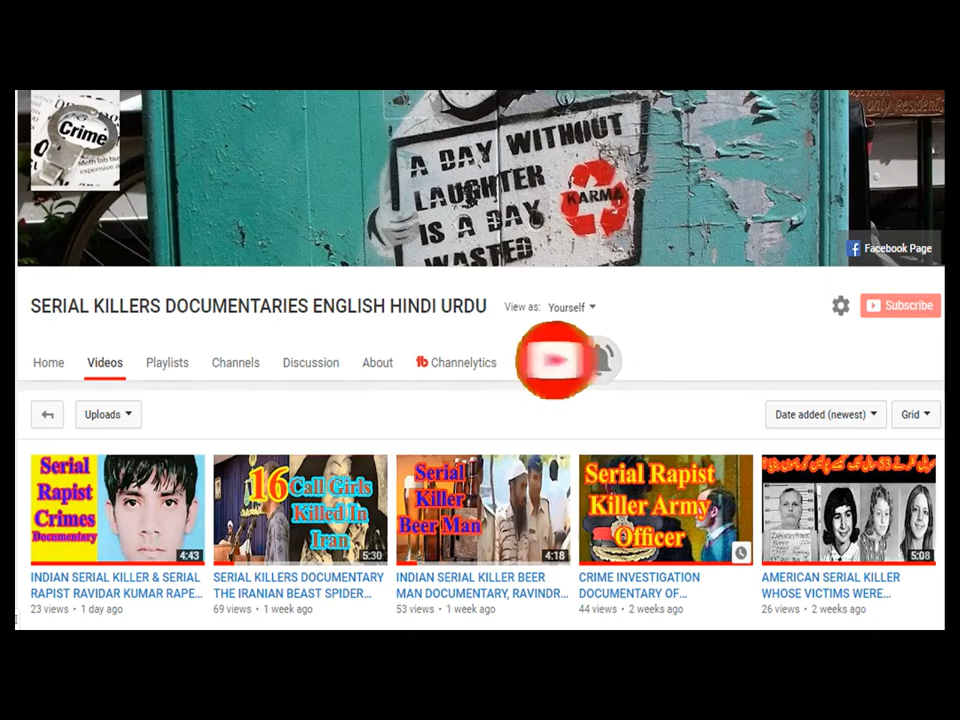 Crime
Meth lab
A DAY WITHOUT
LAUGHTER
IS A DAY
WASTED
KARMA
only Residents
Facebook Page
SERIAL KILLERS DOCUMENTARIES ENGLISH HINDI URDU View as: Yourself
Subscribe
Home Videos Playlists Channels Discussion About Channelytics
Uploads Date added (newest) Grid
Serial
Rapist
Crimes
Documentary
4:43
16 Call Girls
Killed In
Iran
5:30
Serial
Killer
Beer Man
4:18
Serial Rapist
Killer Army
Officer
5:08
INDIAN SERIAL KILLER & SERIAL
RAPIST RAVIDAR KUMAR RAPE...
23 views • 1 day ago
SERIAL KILLERS DOCUMENTARY
THE IRANIAN BEAST SPIDER...
69 views • 1 week ago
INDIAN SERIAL KILLER BEER
MAN DOCUMENTARY, RAVINDR...
53 views • 1 week ago
CRIME INVESTIGATION
DOCUMENTARY OF...
44 views • 2 weeks ago
AMERICAN SERIAL KILLER
WHOSE VICTIMS WERE...
26 views • 2 weeks ago